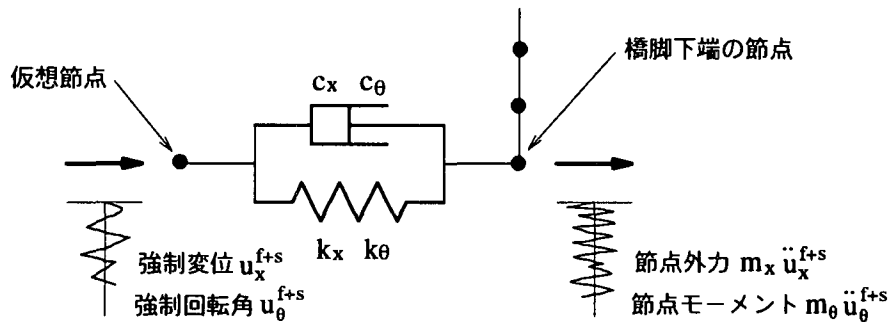 仮想節点
橋脚下端の節点
cx cθ
kx kθ
強制変位 u_x^{f+s}
強制回転角 u_θ^{f+s}
節点外力 m_x ü_x^{f+s}
節点モーメント m_θ ü_θ^{f+s}